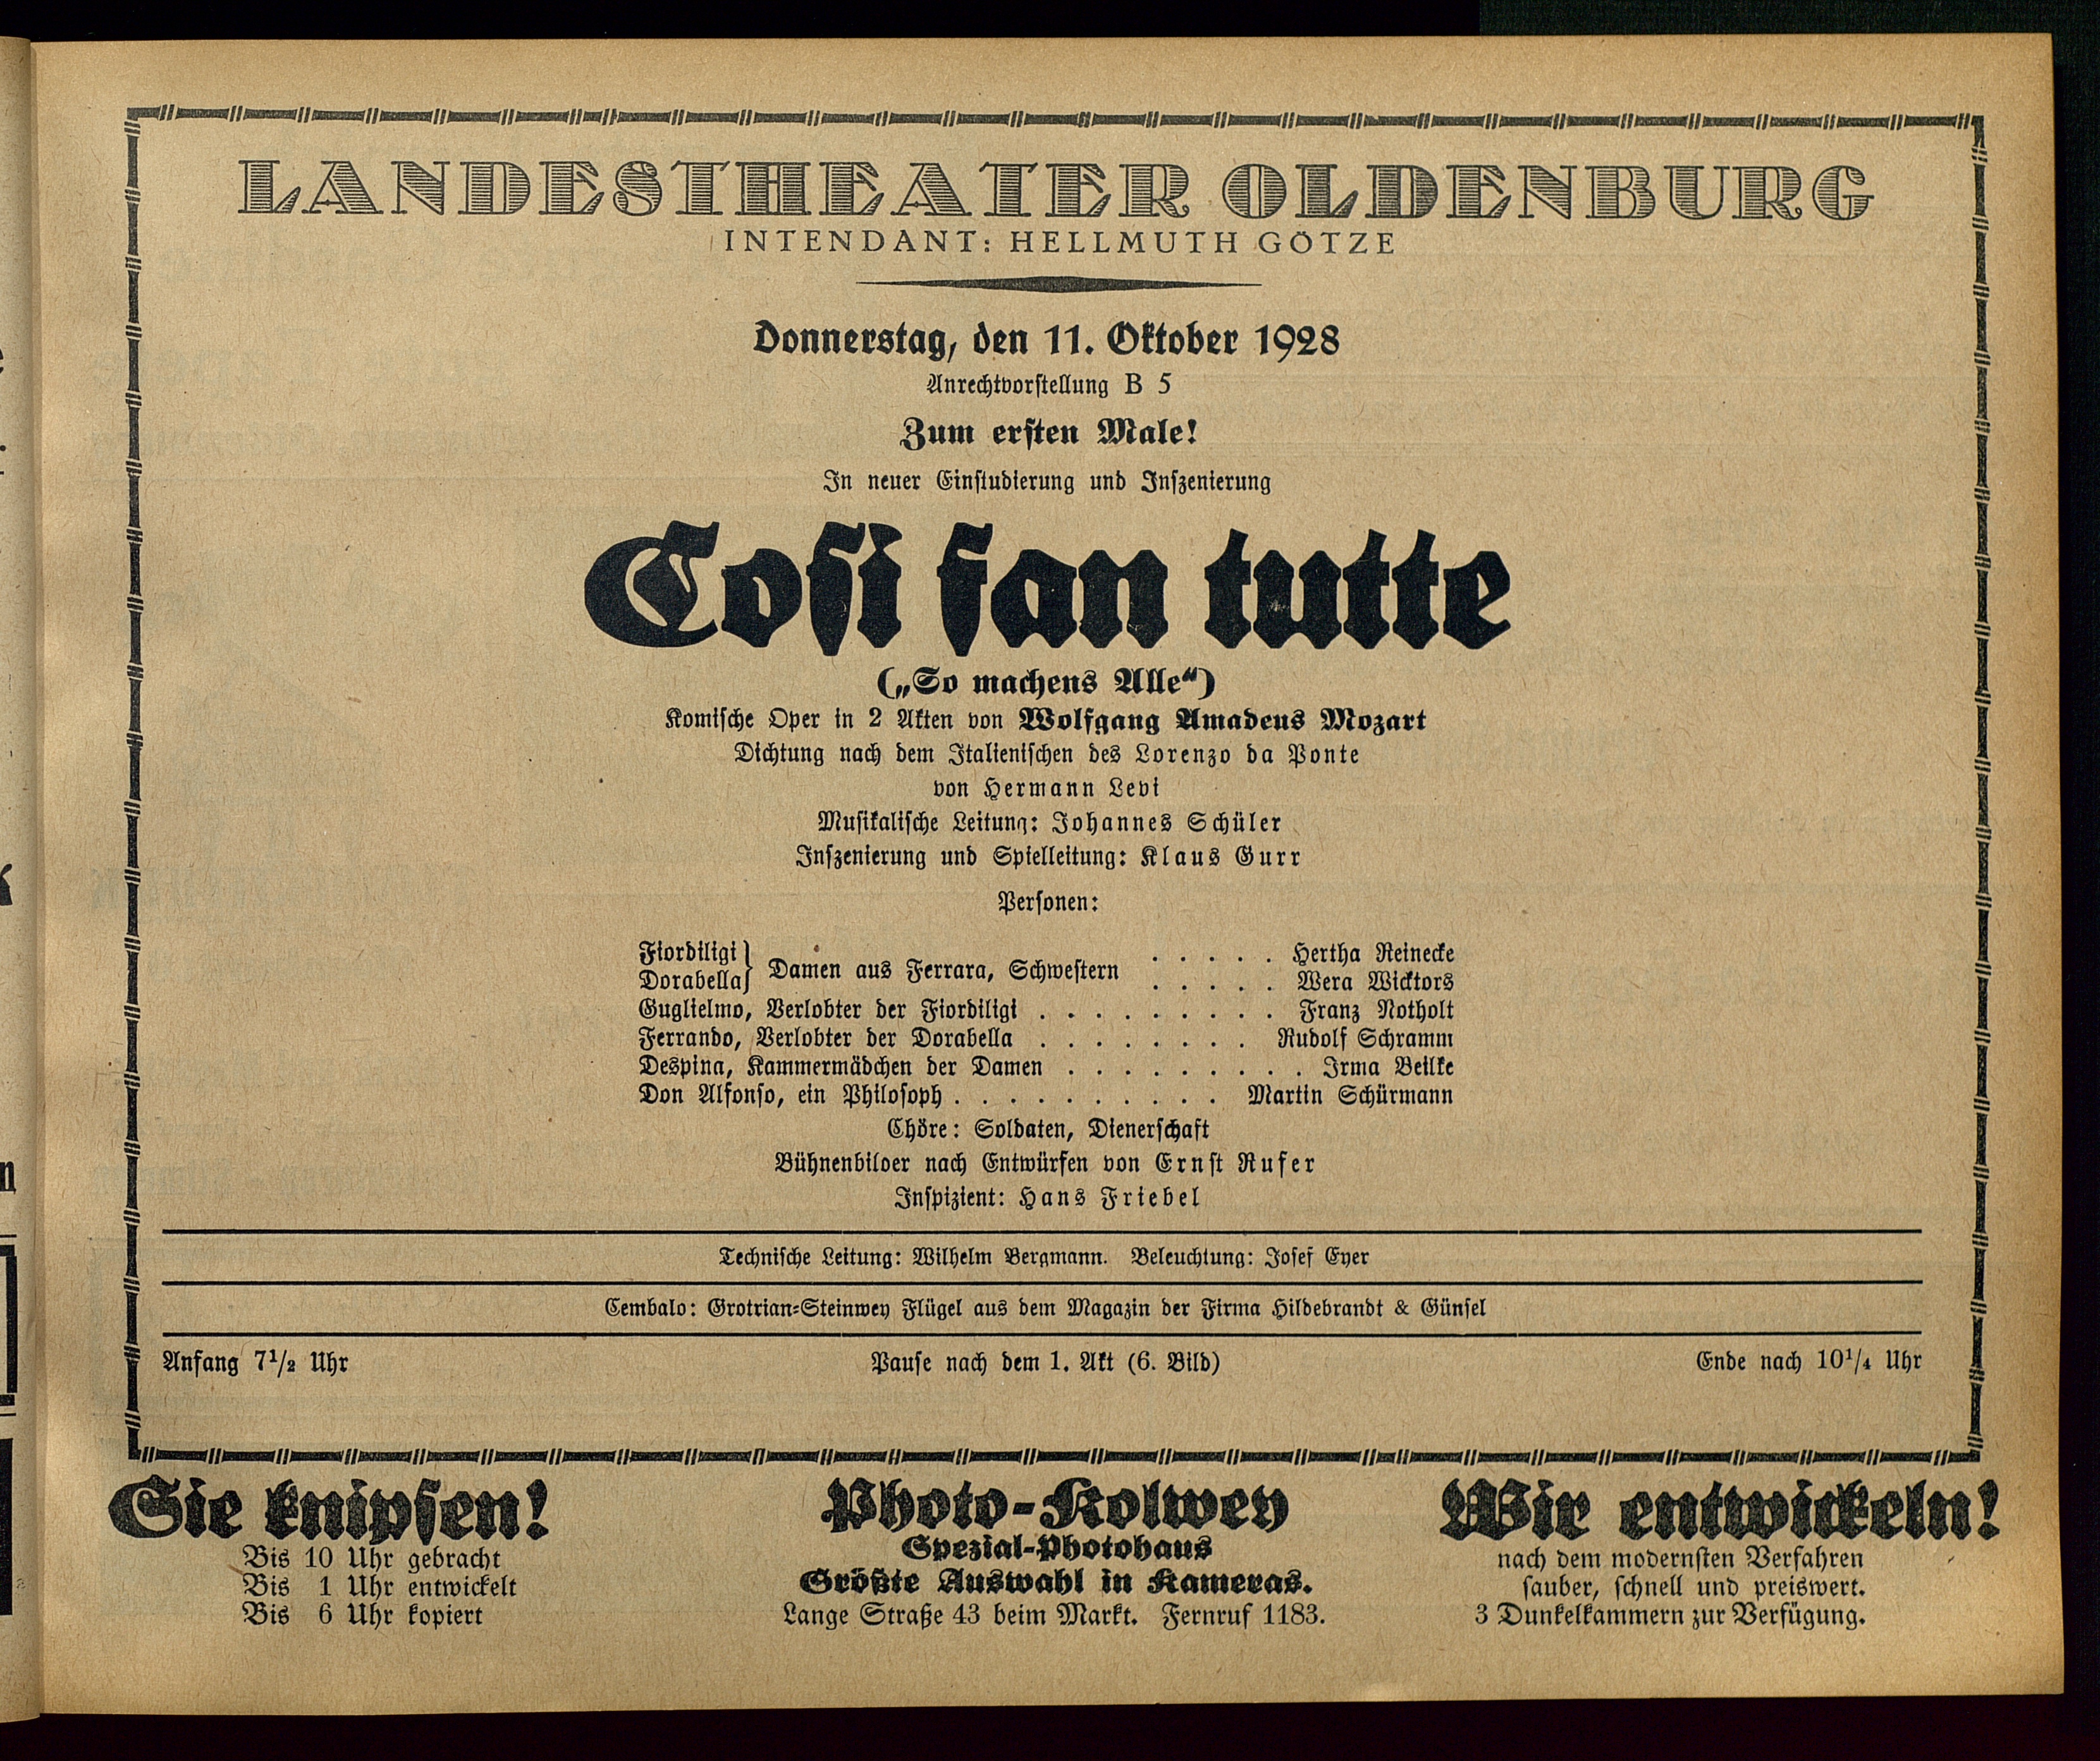 LANDESTHEATER OLDENBURG
INTENDANT: HELLMUTH GÖTZE
Donnerstag, den 11. Oktober 1928
Anrechtvorstellung B 5
Zum ersten Male!
In neuer Einstudierung und Inszenierung
Cosi fan tutte
(„So machens Alle“)
Komische Oper in 2 Akten von Wolfgang Amadeus Mozart
Dichtung nach dem Italienischen des Lorenzo da Ponte
von Hermann Levi
Musikalische Leitung: Johannes Schüler
Inszenierung und Spielleitung: Klaus Gurr
Personen:
Fiordiligi } Damen aus Ferrara, Schwestern . . . . . Hertha Reinecke
Dorabella } . . . . . Wera Wicktors
Guglielmo, Verlobter der Fiordiligi . . . . . . . . . Franz Notholt
Ferrando, Verlobter der Dorabella . . . . . . . . Rudolf Schramm
Despina, Kammermädchen der Damen . . . . . . . . . Irma Beilke
Don Alfonso, ein Philosoph . . . . . . . . . . Martin Schürmann
Chöre: Soldaten, Dienerschaft
Bühnenbilder nach Entwürfen von Ernst Rufer
Inspizient: Hans Friebel
Technische Leitung: Wilhelm Bergmann. Beleuchtung: Josef Eyer
Cembalo: Grotrian-Steinwey Flügel aus dem Magazin der Firma Hildebrandt & Günsel
Anfang 7 1/2 Uhr Pause nach dem 1. Akt (6. Bild) Ende nach 10 1/4 Uhr
Sie knipsen!
Bis 10 Uhr gebracht
Bis 1 Uhr entwickelt
Bis 6 Uhr kopiert
Photo-Kolwey
Spezial-Photohaus
Größte Auswahl in Kameras.
Lange Straße 43 beim Markt. Fernruf 1183.
Wir entwickeln!
nach dem modernsten Verfahren
sauber, schnell und preiswert.
3 Dunkelkammern zur Verfügung.